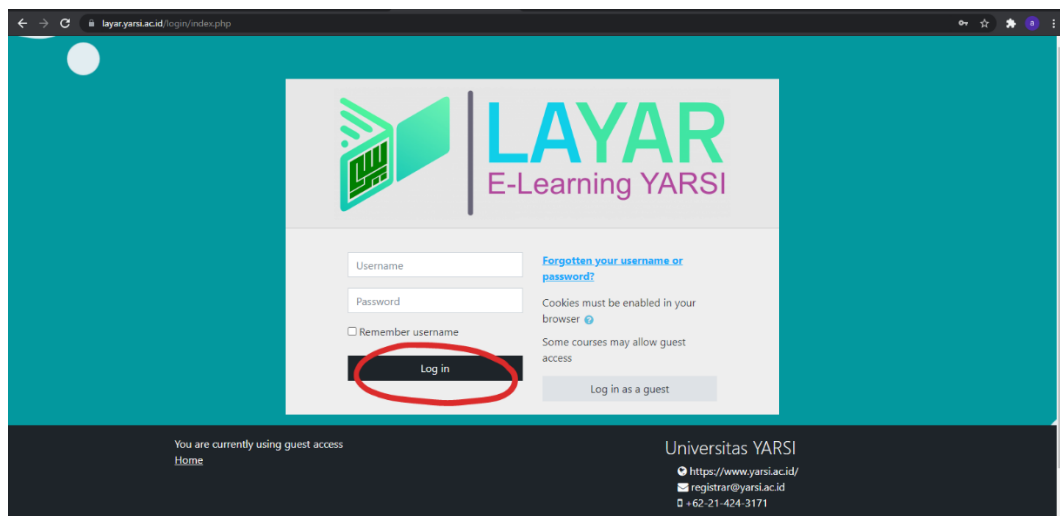 layar.yarsi.ac.id/login/index.php
a
LAYAR
E-Learning YARSI
Username
Password
Remember username
Log in
Forgotten your username or
password?
Cookies must be enabled in your
browser
Some courses may allow guest
access
Log in as a guest
You are currently using guest access
Home
Universitas YARSI
https://www.yarsi.ac.id/
registrar@yarsi.ac.id
+62-21-424-3171